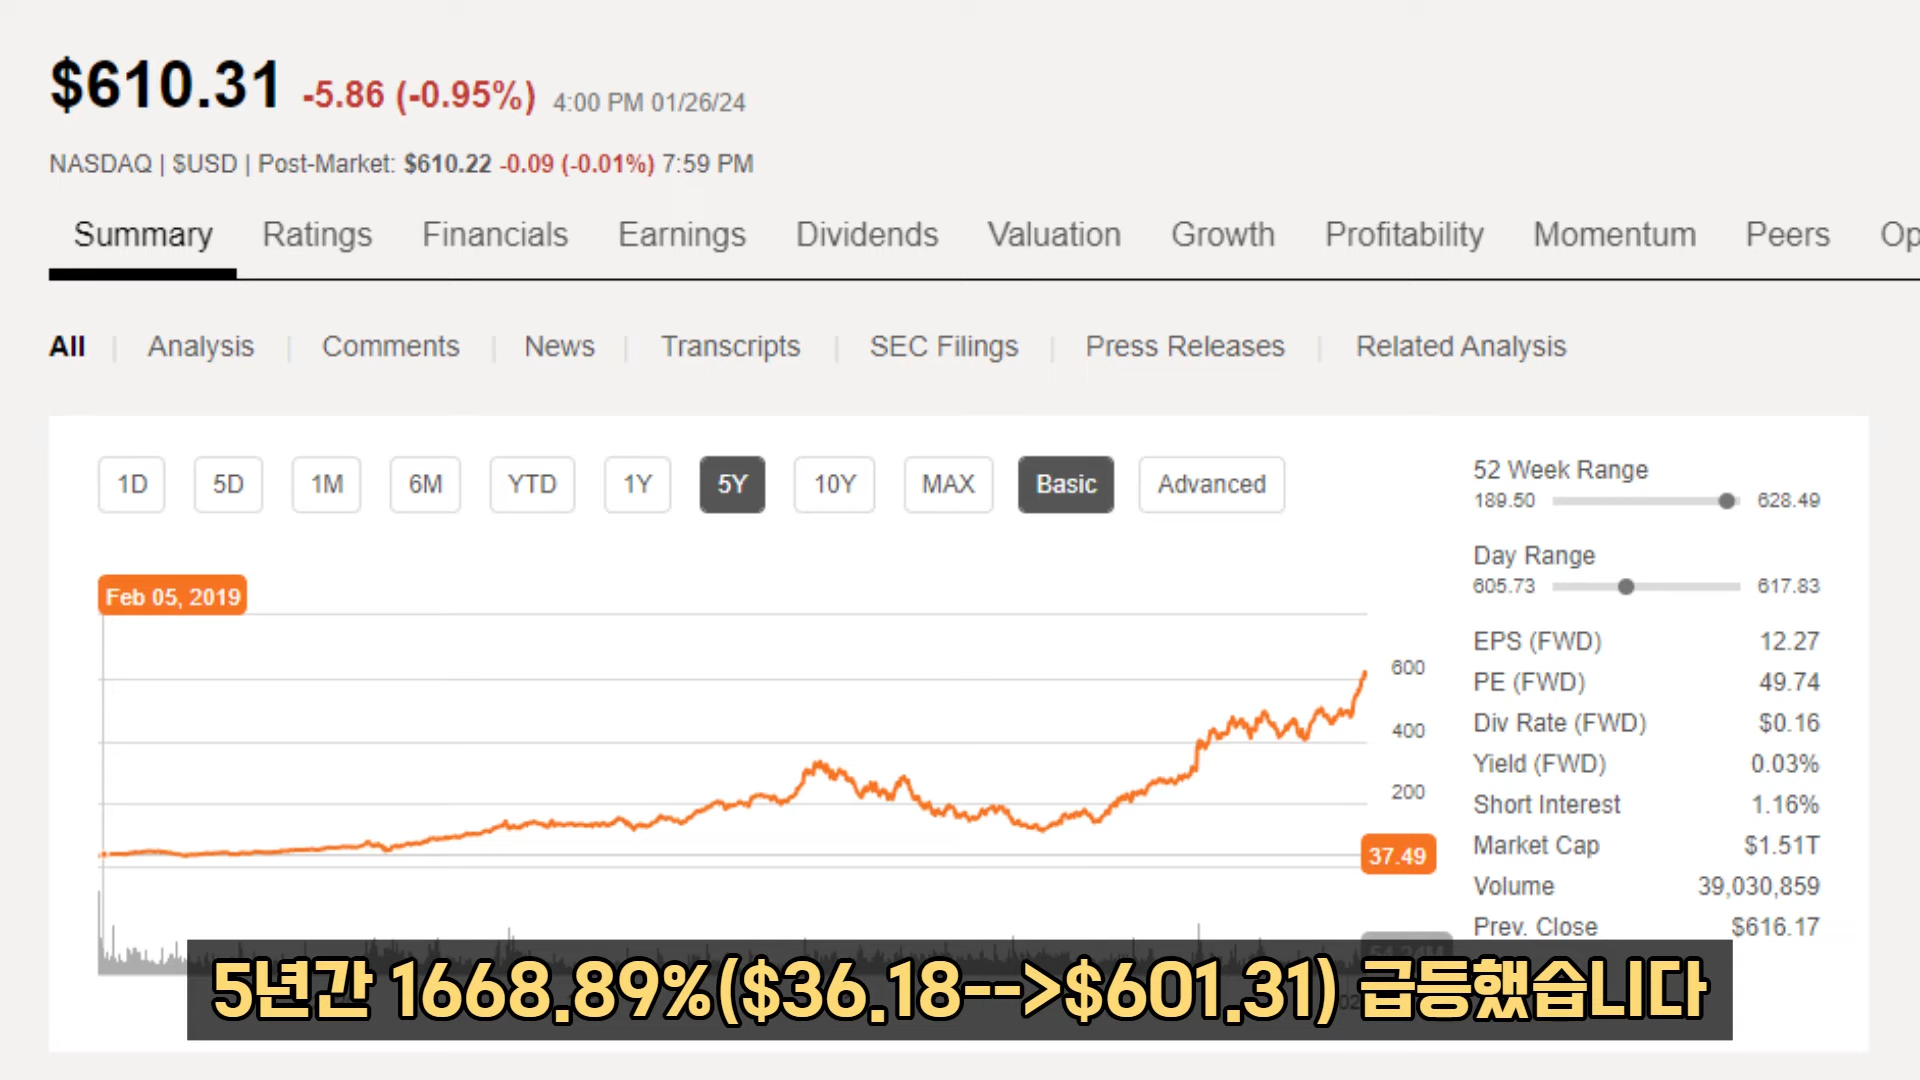 $610.31 -5.86 (-0.95%) 4:00 PM 01/26/24
NASDAQ | $USD | Post-Market: $610.22 -0.09 (-0.01%) 7:59 PM
Summary Ratings Financials Earnings Dividends Valuation Growth Profitability Momentum Peers Op
All | Analysis | Comments | News | Transcripts | SEC Filings | Press Releases | Related Analysis
1D 5D 1M 6M YTD 1Y 5Y 10Y MAX Basic Advanced
52 Week Range
189.50 628.49
Day Range
605.73 617.83
Feb 05, 2019
EPS (FWD) 12.27
600
PE (FWD) 49.74
400
Div Rate (FWD) $0.16
Yield (FWD) 0.03%
200
Short Interest 1.16%
Market Cap $1.51T
37.49
Volume 39,030,859
Prev. Close $616.17
5년간 1668.89%($36.18-->$601.31) 급등했습니다